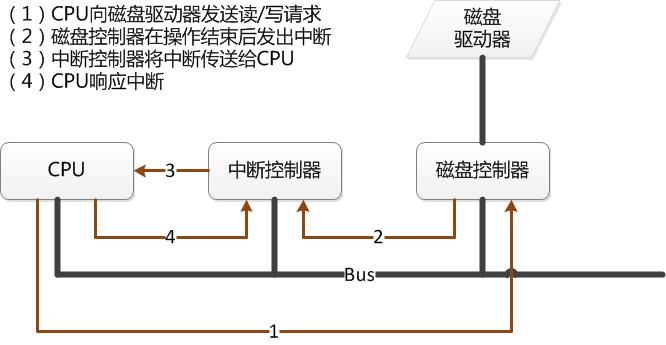 （1）CPU向磁盘驱动器发送读/写请求
（2）磁盘控制器在操作结束后发出中断
（3）中断控制器将中断传送给CPU
（4）CPU响应中断
磁盘
驱动器
CPU
3
中断控制器
磁盘控制器
4
2
Bus
1